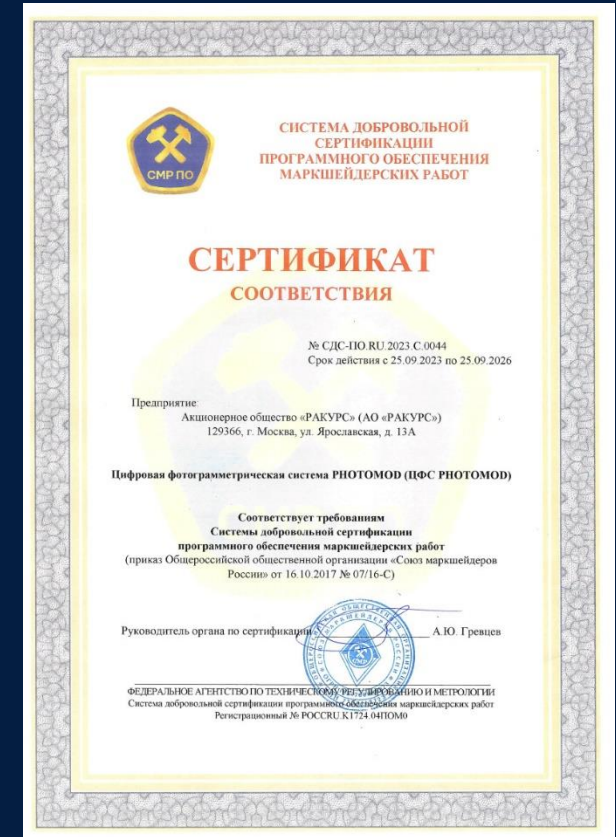 СМР ПО
СИСТЕМА ДОБРОВОЛЬНОЙ
СЕРТИФИКАЦИИ
ПРОГРАММНОГО ОБЕСПЕЧЕНИЯ
МАРКШЕЙДЕРСКИХ РАБОТ
СЕРТИФИКАТ
СООТВЕТСТВИЯ
№ СДС-ПО.RU.2023.С.0044
Срок действия с 25.09.2023 по 25.09.2026
Предприятие:
Акционерное общество «РАКУРС» (АО «РАКУРС»)
129366, г. Москва, ул. Ярославская, д. 13А
Цифровая фотограмметрическая система PHOTOMOD (ЦФС PHOTOMOD)
Соответствует требованиям
Системы добровольной сертификации
программного обеспечения маркшейдерских работ
(приказ Общероссийской общественной организации «Союз маркшейдеров
России» от 16.10.2017 № 07/16-С)
Руководитель органа по сертификации А.Ю. Гревцев
ФЕДЕРАЛЬНОЕ АГЕНТСТВО ПО ТЕХНИЧЕСКОМУ РЕГУЛИРОВАНИЮ И МЕТРОЛОГИИ
Система добровольной сертификации программного обеспечения маркшейдерских работ
Регистрационный № РОССRU.К1724.04ПОМ0